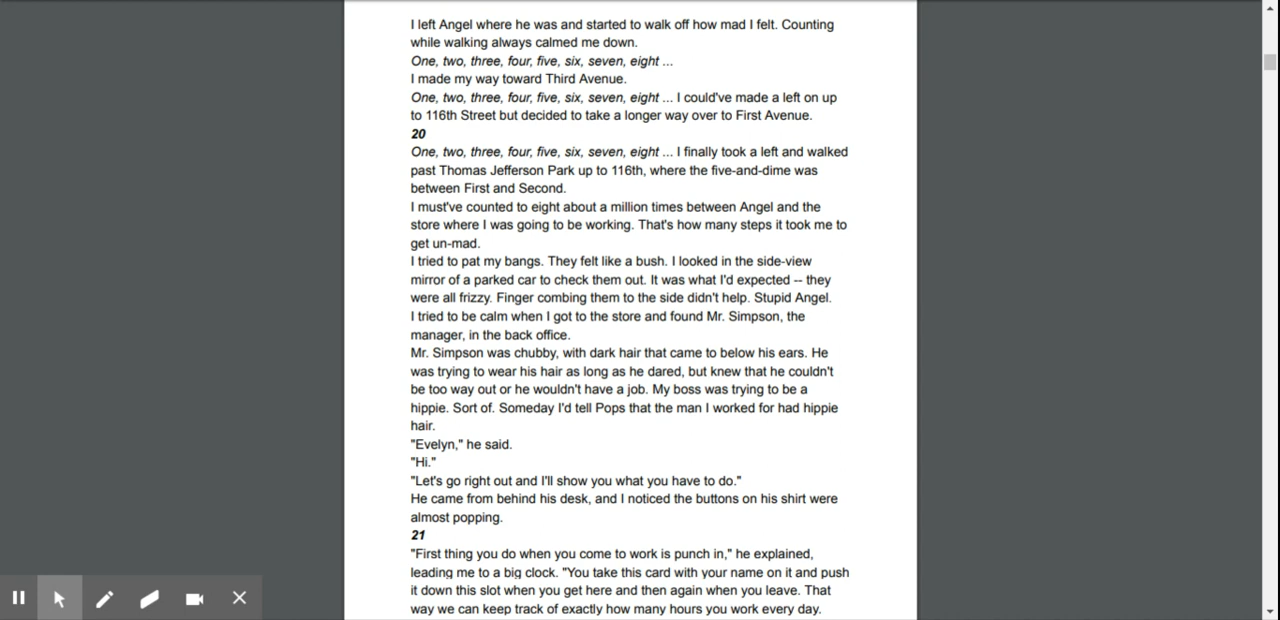 I left Angel where he was and started to walk off how mad I felt. Counting
while walking always calmed me down.
One, two, three, four, five, six, seven, eight ...
I made my way toward Third Avenue.
One, two, three, four, five, six, seven, eight ... I could've made a left on up
to 116th Street but decided to take a longer way over to First Avenue.
20
One, two, three, four, five, six, seven, eight ... I finally took a left and walked
past Thomas Jefferson Park up to 116th, where the five-and-dime was
between First and Second.
I must've counted to eight about a million times between Angel and the
store where I was going to be working. That's how many steps it took me to
get un-mad.
I tried to pat my bangs. They felt like a bush. I looked in the side-view
mirror of a parked car to check them out. It was what I'd expected -- they
were all frizzy. Finger combing them to the side didn't help. Stupid Angel.
I tried to be calm when I got to the store and found Mr. Simpson, the
manager, in the back office.
Mr. Simpson was chubby, with dark hair that came to below his ears. He
was trying to wear his hair as long as he dared, but knew that he couldn't
be too way out or he wouldn't have a job. My boss was trying to be a
hippie. Sort of. Someday I'd tell Pops that the man I worked for had hippie
hair.
"Evelyn," he said.
"Hi."
"Let's go right out and I'll show you what you have to do."
He came from behind his desk, and I noticed the buttons on his shirt were
almost popping.
21
"First thing you do when you come to work is punch in," he explained,
leading me to a big clock. "You take this card with your name on it and push
it down this slot when you get here and then again when you leave. That
way we can keep track of exactly how many hours you work every day.